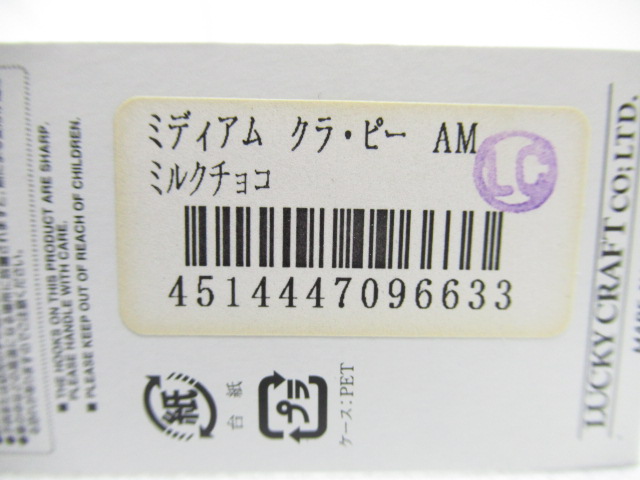 ミディアム クラ・ピー AM
ミルクチョコ
LC
4514447096633
■ THE HOOKS ON THIS PRODUCT ARE SHARP.
PLEASE HANDLE WITH CARE.
■ PLEASE KEEP OUT OF REACH OF CHILDREN.
紙
台紙
プラ
ケース:PET
LUCKY CRAFT CO;LTD.